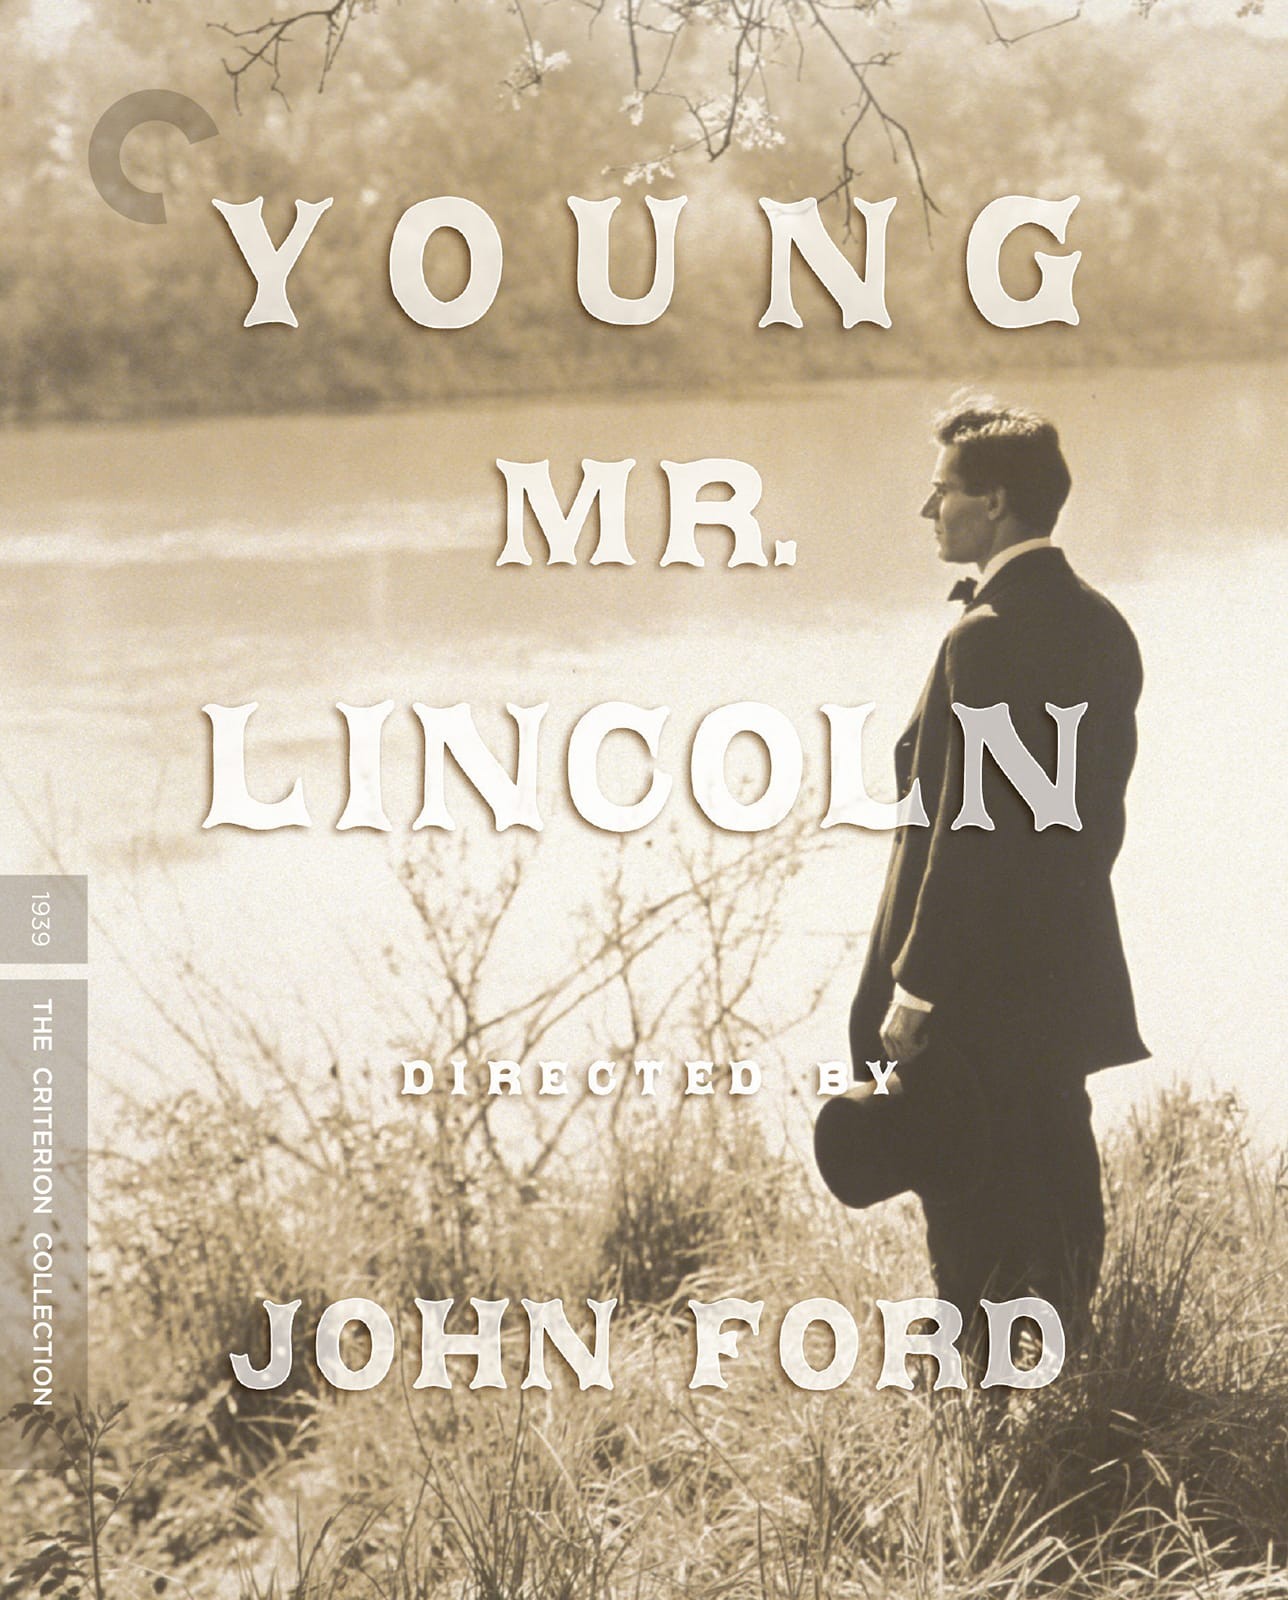 YOUNG
MR.
LINCOLN
DIRECTED BY
JOHN FORD
1939
THE CRITERION COLLECTION